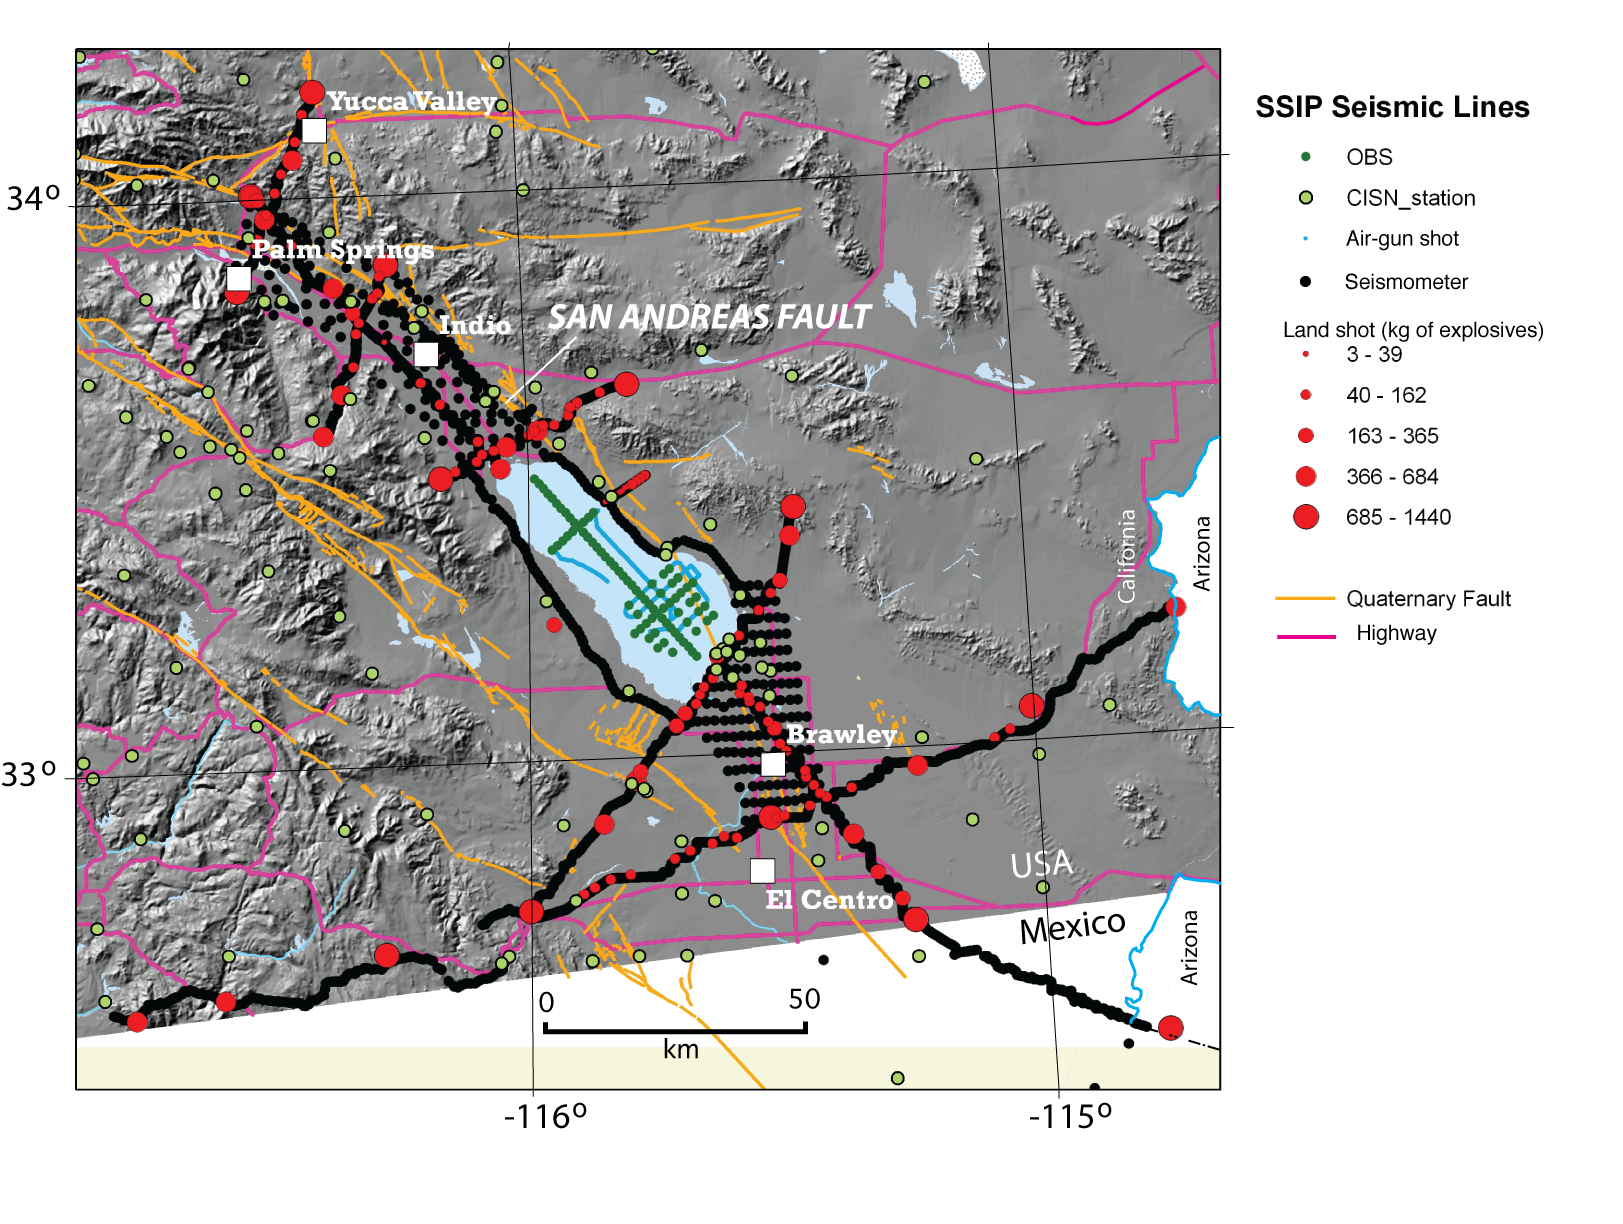 SSIP Seismic Lines
OBS
CISN_station
Air-gun shot
Seismometer
Land shot (kg of explosives)
3 - 39
40 - 162
163 - 365
366 - 684
685 - 1440
Quaternary Fault
Highway
Yucca Valley
34°
Palm Springs
SAN ANDREAS FAULT
Indio
California
Arizona
Brawley
33°
USA
El Centro
Mexico
Arizona
0 50
km
-116° -115°